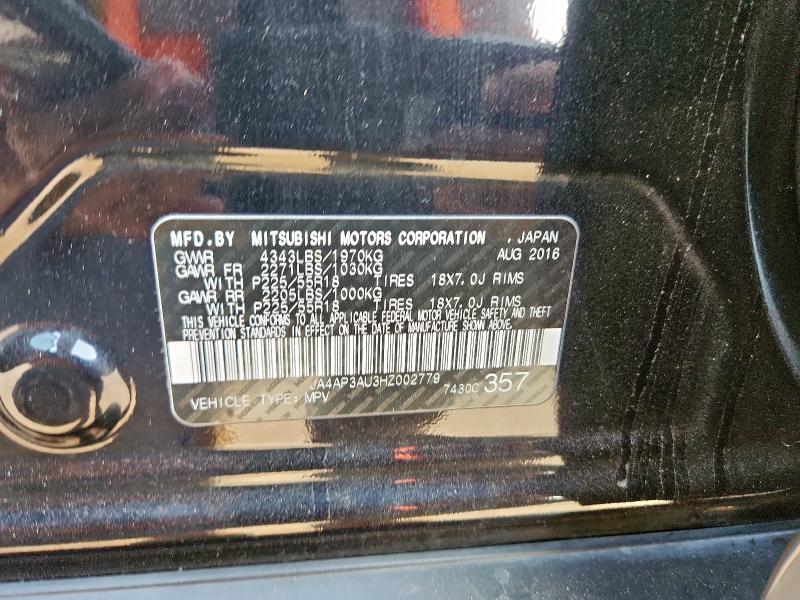 MFD.BY MITSUBISHI MOTORS CORPORATION , JAPAN
GVWR 4343LBS/1970KG AUG 2016
GAWR FR 2271LBS/1030KG
WITH P225/55R18 TIRES 18X7.0J RIMS
GAWR RR 2205LBS/1000KG
WITH P225/55R18 TIRES 18X7.0J RIMS
THIS VEHICLE CONFORMS TO ALL APPLICABLE FEDERAL MOTOR VEHICLE SAFETY AND THEFT
PREVENTION STANDARDS IN EFFECT ON THE DATE OF MANUFACTURE SHOWN ABOVE.
JA4AP3AU3HZ002779
VEHICLE TYPE: MPV 7430C 357